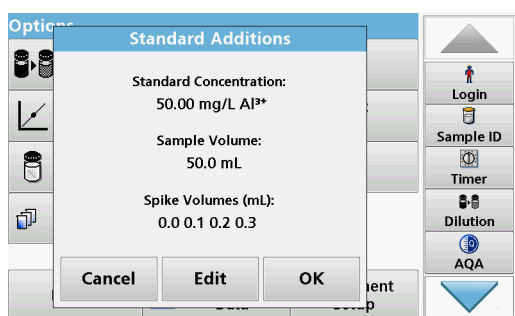 Options
Standard Additions
Standard Concentration:
50.00 mg/L Al³⁺
Sample Volume:
50.0 mL
Spike Volumes (mL):
0.0 0.1 0.2 0.3
Cancel
Edit
OK
Login
Sample ID
Timer
Dilution
AQA